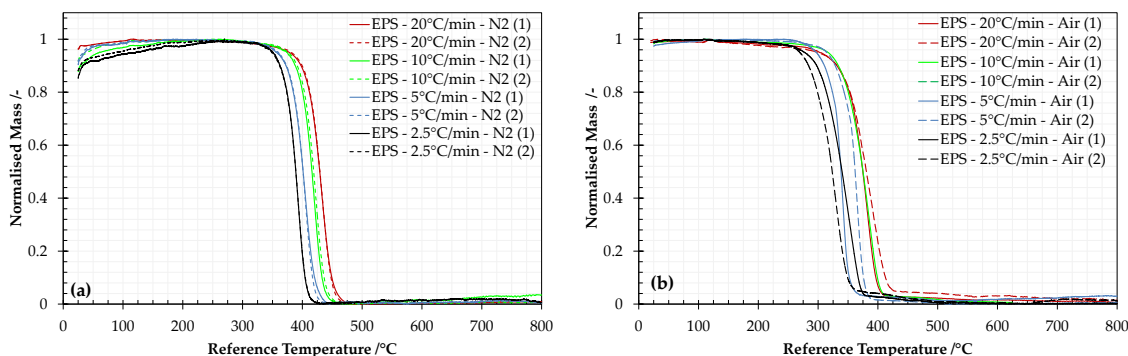 EPS - 20°C/min - N2 (1)
EPS - 20°C/min - N2 (2)
EPS - 10°C/min - N2 (1)
EPS - 10°C/min - N2 (2)
EPS - 5°C/min - N2 (1)
EPS - 5°C/min - N2 (2)
EPS - 2.5°C/min - N2 (1)
EPS - 2.5°C/min - N2 (2)
1
0.8
0.6
0.4
0.2
0
Normalised Mass /-
(a)
0 100 200 300 400 500 600 700 800
Reference Temperature /°C
EPS - 20°C/min - Air (1)
EPS - 20°C/min - Air (2)
EPS - 10°C/min - Air (1)
EPS - 10°C/min - Air (2)
EPS - 5°C/min - Air (1)
EPS - 5°C/min - Air (2)
EPS - 2.5°C/min - Air (1)
EPS - 2.5°C/min - Air (2)
1
0.8
0.6
0.4
0.2
0
Normalised Mass /-
(b)
0 100 200 300 400 500 600 700 800
Reference Temperature /°C